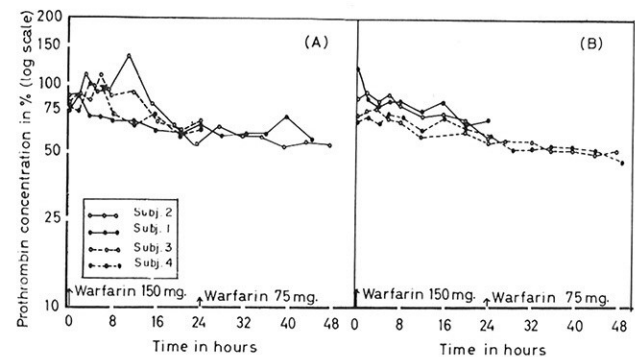 Prothrombin concentration in % (log scale)
200
150
100
75
50
25
10
(A)
(B)
Subj. 2
Subj. 1
Subj. 3
Subj. 4
Warfarin 150 mg.
Warfarin 75 mg.
Warfarin 150 mg.
Warfarin 75 mg.
0 8 16 24 32 40 48
0 8 16 24 32 40 48
Time in hours
Time in hours